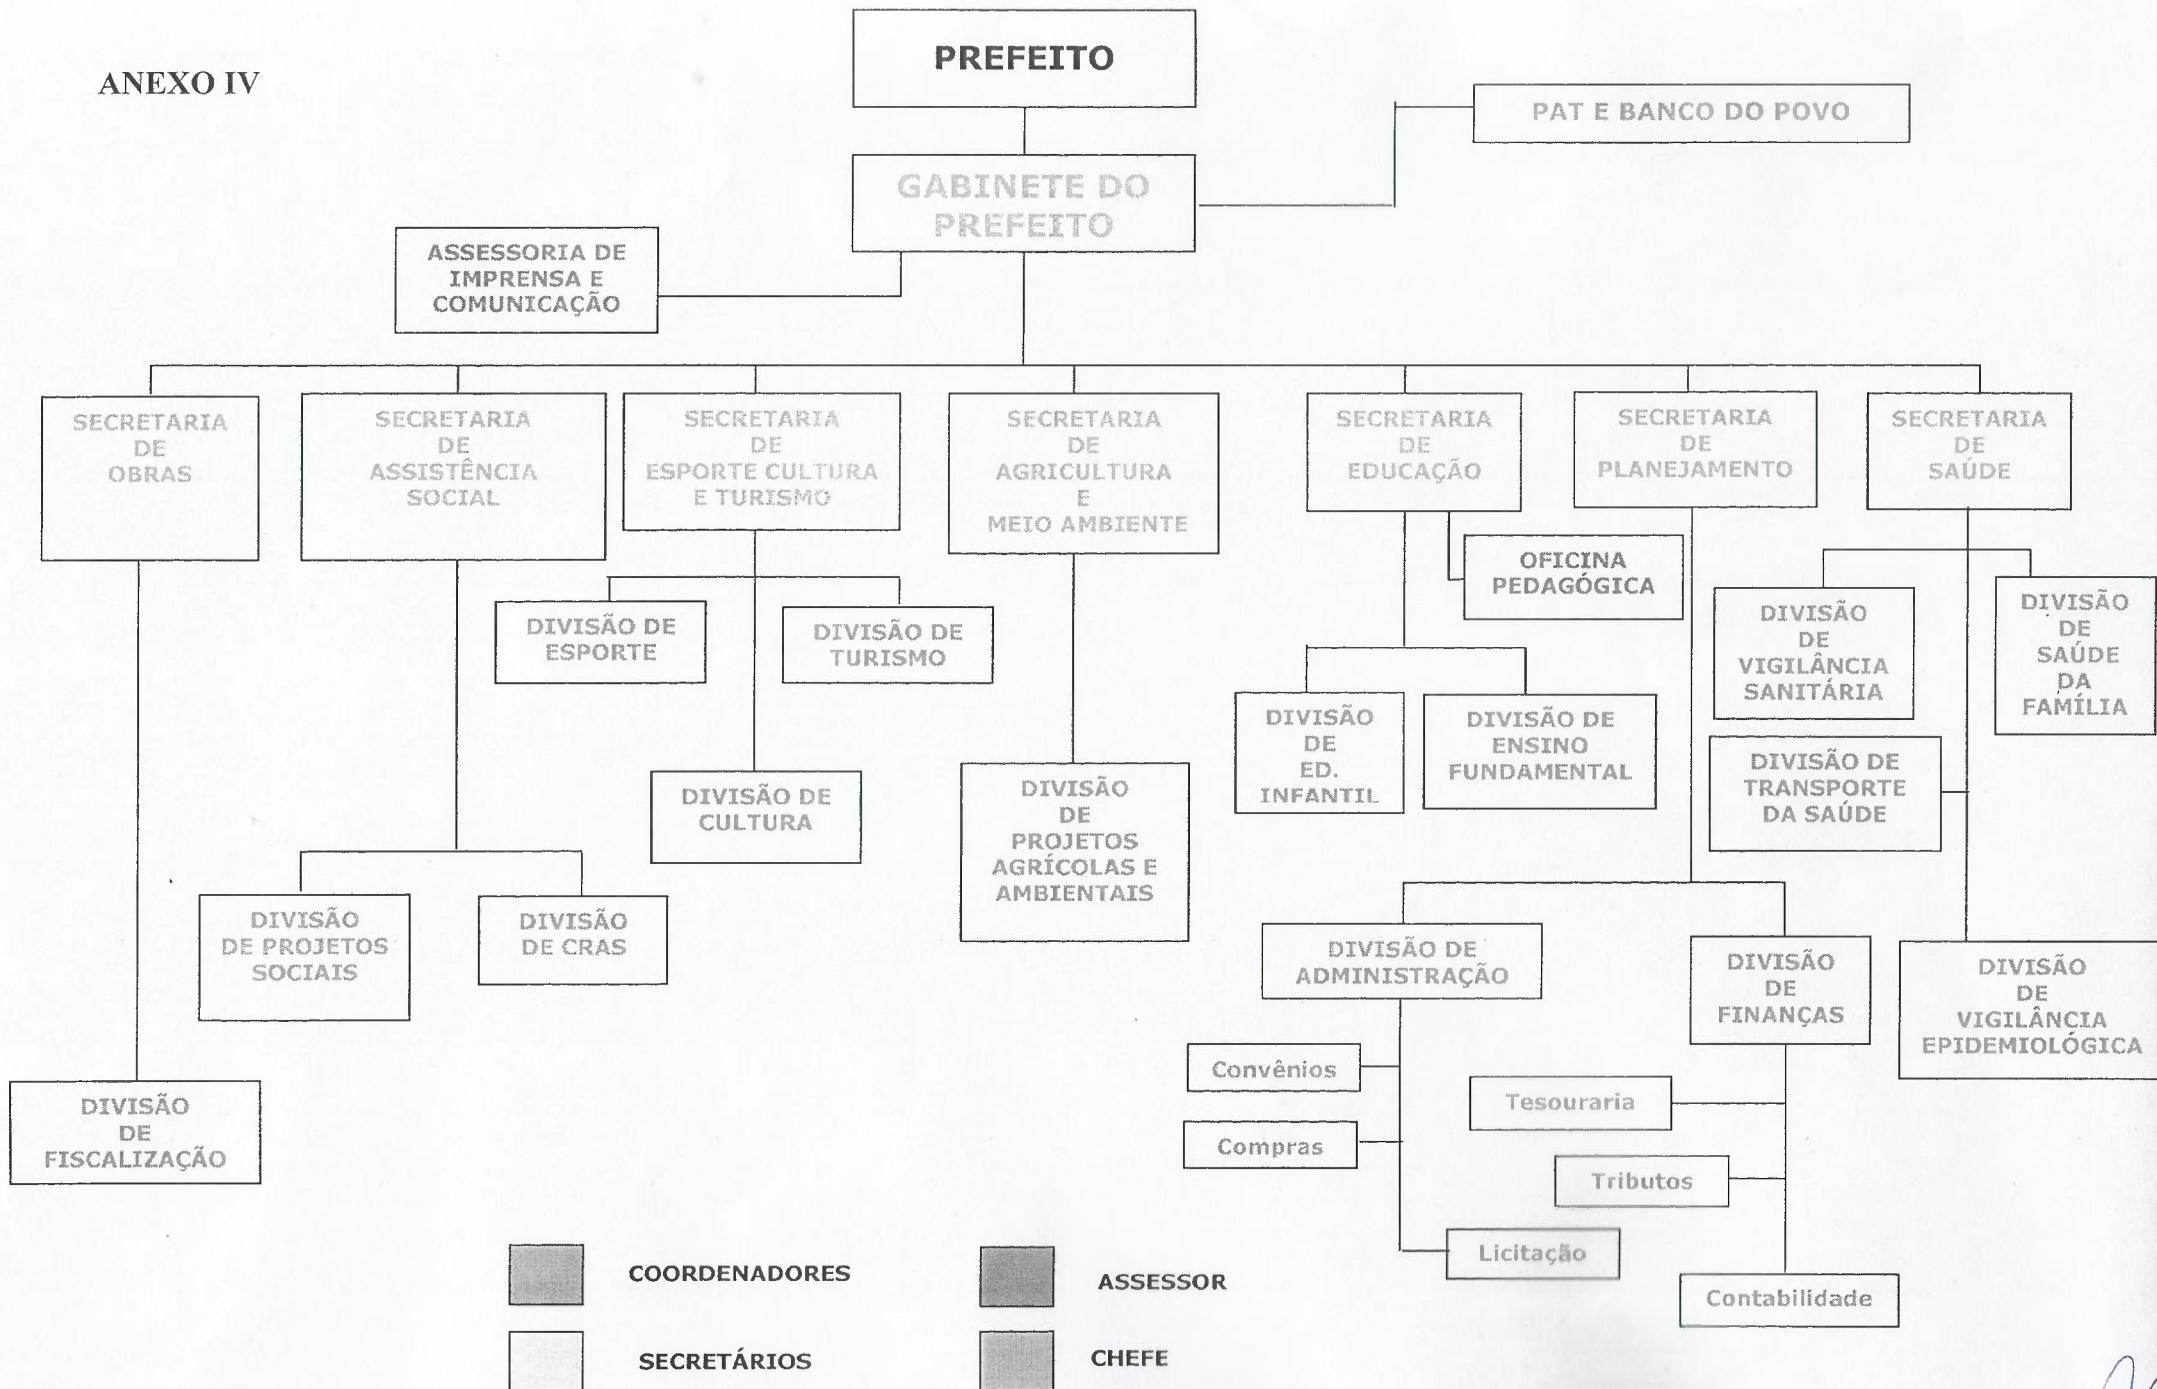 ANEXO IV
PREFEITO
PAT E BANCO DO POVO
GABINETE DO
PREFEITO
ASSESSORIA DE
IMPRENSA E
COMUNICAÇÃO
SECRETARIA
DE
OBRAS
SECRETARIA
DE
ASSISTÊNCIA
SOCIAL
SECRETARIA
DE
ESPORTE CULTURA
E TURISMO
SECRETARIA
DE
AGRICULTURA
E
MEIO AMBIENTE
SECRETARIA
DE
EDUCAÇÃO
SECRETARIA
DE
PLANEJAMENTO
SECRETARIA
DE
SAÚDE
OFICINA
PEDAGÓGICA
DIVISÃO DE
ESPORTE
DIVISÃO DE
TURISMO
DIVISÃO
DE
VIGILÂNCIA
SANITÁRIA
DIVISÃO
DE
SAÚDE
DA
FAMÍLIA
DIVISÃO
DE
ED.
INFANTIL
DIVISÃO DE
ENSINO
FUNDAMENTAL
DIVISÃO DE
TRANSPORTE
DA SAÚDE
DIVISÃO DE
CULTURA
DIVISÃO
DE
PROJETOS
AGRÍCOLAS E
AMBIENTAIS
DIVISÃO
DE PROJETOS
SOCIAIS
DIVISÃO
DE CRAS
DIVISÃO DE
ADMINISTRAÇÃO
DIVISÃO
DE
FINANÇAS
DIVISÃO
DE
VIGILÂNCIA
EPIDEMIOLÓGICA
Convênios
Tesouraria
DIVISÃO
DE
FISCALIZAÇÃO
Compras
Tributos
Licitação
Contabilidade
COORDENADORES
ASSESSOR
SECRETÁRIOS
CHEFE